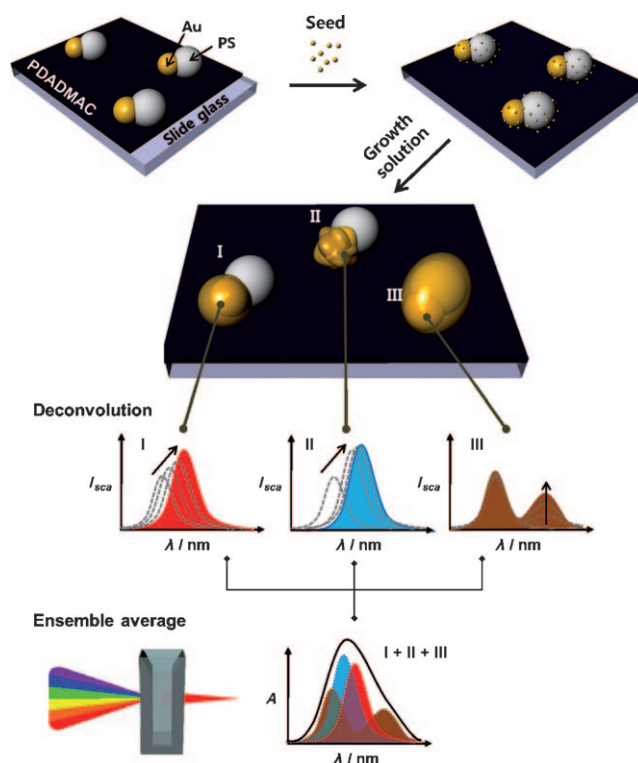 Au
PS
PDADMAC
Slide glass
Seed
Growth
solution
I
II
III
Deconvolution
I
II
III
Isca
Isca
Isca
λ / nm
λ / nm
λ / nm
Ensemble average
I + II + III
A
λ / nm